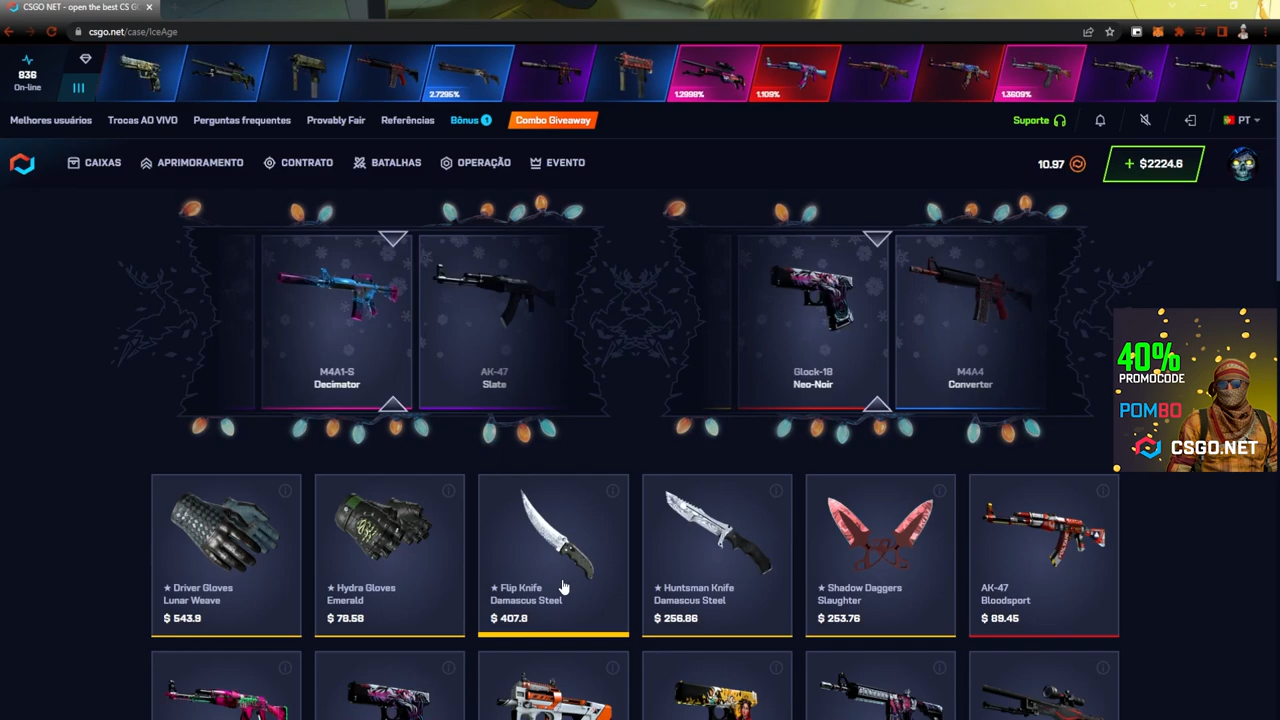 CSGO NET - open the best CS G
csgo.net/case/IceAge
836
On-line
2.7295%
1.2998%
1.109%
1.3609%
Melhores usuários
Trocas AO VIVO
Perguntas frequentes
Provably Fair
Referências
Bônus 1
Combo Giveaway
Suporte
PT
CAIXAS
APRIMORAMENTO
CONTRATO
BATALHAS
OPERAÇÃO
EVENTO
10.97
+ $2224.6
M4A1-S
Decimator
AK-47
Slate
Glock-18
Neo-Noir
M4A4
Converter
40%
PROMOCODE
POMBO
CSGO.NET
★ Driver Gloves
Lunar Weave
$ 543.9
★ Hydra Gloves
Emerald
$ 78.58
★ Flip Knife
Damascus Steel
$ 407.8
★ Huntsman Knife
Damascus Steel
$ 256.86
★ Shadow Daggers
Slaughter
$ 253.76
AK-47
Bloodsport
$ 89.45